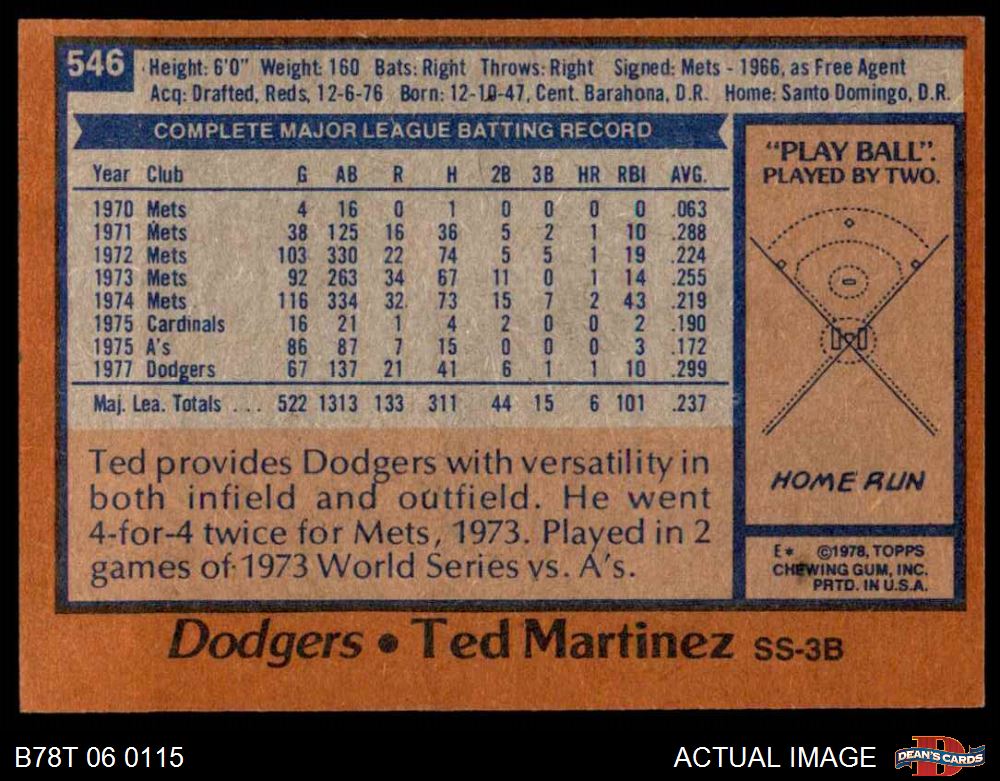 546 Height: 6'0" Weight: 160 Bats: Right Throws: Right Signed: Mets - 1966, as Free Agent
Acq: Drafted, Reds, 12-6-76 Born: 12-10-47, Cent. Barahona, D.R. Home: Santo Domingo, D.R.
COMPLETE MAJOR LEAGUE BATTING RECORD
Year Club G AB R H 2B 3B HR RBI AVG.
1970 Mets 4 16 0 1 0 0 0 0 .063
1971 Mets 38 125 16 36 5 2 1 10 .288
1972 Mets 103 330 22 74 5 5 1 19 .224
1973 Mets 92 263 34 67 11 0 1 14 .255
1974 Mets 116 334 32 73 15 7 2 43 .219
1975 Cardinals 16 21 1 4 2 0 0 2 .190
1975 A's 86 87 7 15 0 0 0 3 .172
1977 Dodgers 67 137 21 41 6 1 1 10 .299
Maj. Lea. Totals ... 522 1313 133 311 44 15 6 101 .237
Ted provides Dodgers with versatility in
both infield and outfield. He went
4-for-4 twice for Mets, 1973. Played in 2
games of 1973 World Series vs. A's.
"PLAY BALL".
PLAYED BY TWO.
HOME RUN
E* ©1978, TOPPS
CHEWING GUM, INC.
PRTD. IN U.S.A.
Dodgers • Ted Martinez SS-3B
B78T 06 0115
ACTUAL IMAGE
D
DEAN'S CARDS